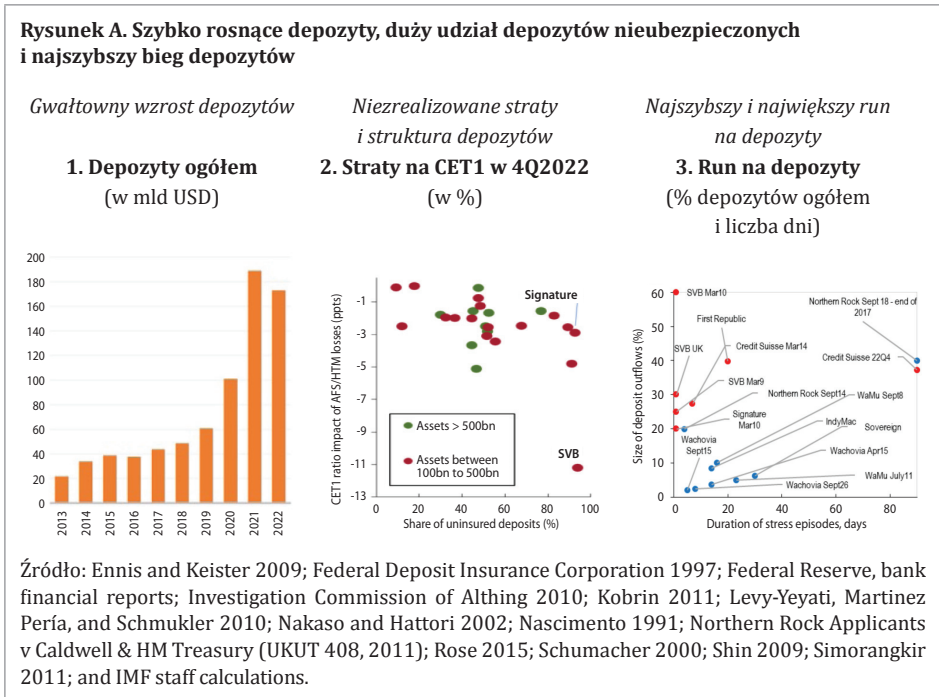 Rysunek A. Szybko rosnące depozyty, duży udział depozytów nieubezpieczonych
i najszybszy bieg depozytów
Gwałtowny wzrost depozytów
1. Depozyty ogółem
(w mld USD)
200
180
160
140
120
100
80
60
40
20
0
2013
2014
2015
2016
2017
2018
2019
2020
2021
2022
Niezrealizowane straty
i struktura depozytów
2. Straty na CET1 w 4Q2022
(w %)
CET1 ratio impact of AFS/HTM losses (ppts)
-1
-3
-5
-7
-9
-11
-13
Signature
Assets > 500bn
Assets between
100bn to 500bn
SVB
0
20
40
60
80
100
Share of uninsured deposits (%)
Najszybszy i największy run
na depozyty
3. Run na depozyty
(% depozytów ogółem
i liczba dni)
Size of deposit outflows (%)
60
50
40
30
20
10
0
SVB Mar10
Northern Rock Sept 18 - end of
2017
First Republic
Credit Suisse Mar14
SVB UK
Credit Suisse 22Q4
SVB Mar9
Northern Rock Sept14
WaMu Sept8
Signature
Mar10
IndyMac
Sovereign
Wachovia
Sept15
Wachovia Apr15
WaMu July11
Wachovia Sept26
0
20
40
60
80
Duration of stress episodes, days
Źródło: Ennis and Keister 2009; Federal Deposit Insurance Corporation 1997; Federal Reserve, bank
financial reports; Investigation Commission of Althing 2010; Kobrin 2011; Levy-Yeyati, Martinez
Pería, and Schmukler 2010; Nakaso and Hattori 2002; Nascimento 1991; Northern Rock Applicants
v Caldwell & HM Treasury (UKUT 408, 2011); Rose 2015; Schumacher 2000; Shin 2009; Simorangkir
2011; and IMF staff calculations.